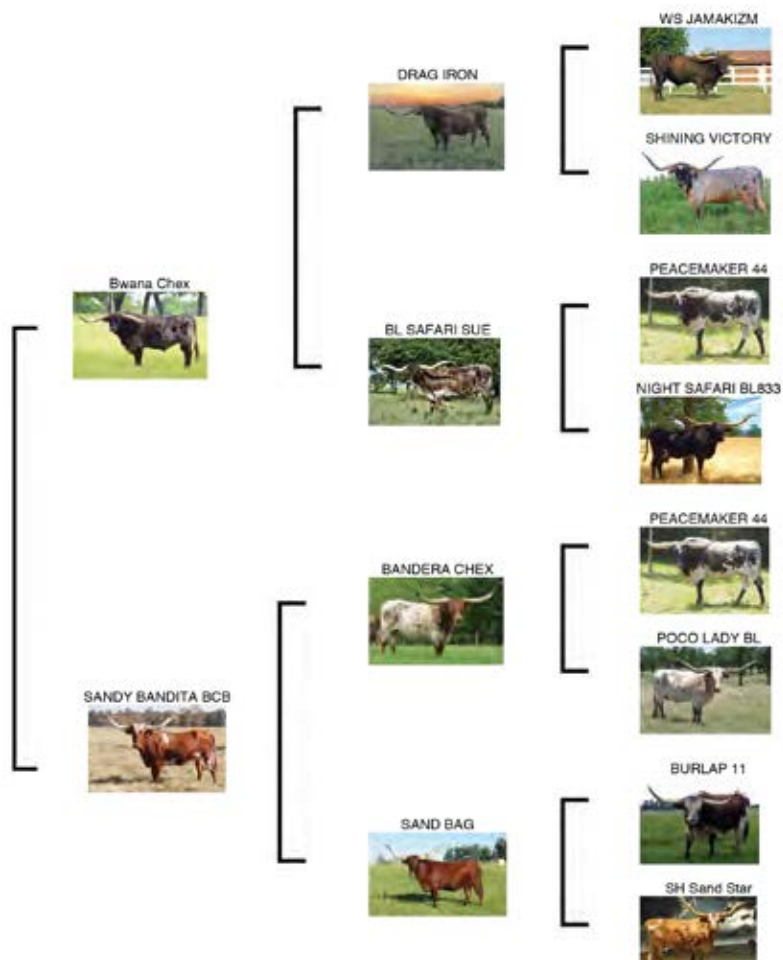 WS JAMAKIZM
DRAG IRON
SHINING VICTORY
PEACEMAKER 44
Bwana Chex
BL SAFARI SUE
NIGHT SAFARI BL833
PEACEMAKER 44
BANDERA CHEX
POCO LADY BL
SANDY BANDITA BCB
BURLAP 11
SAND BAG
SH Sand Star